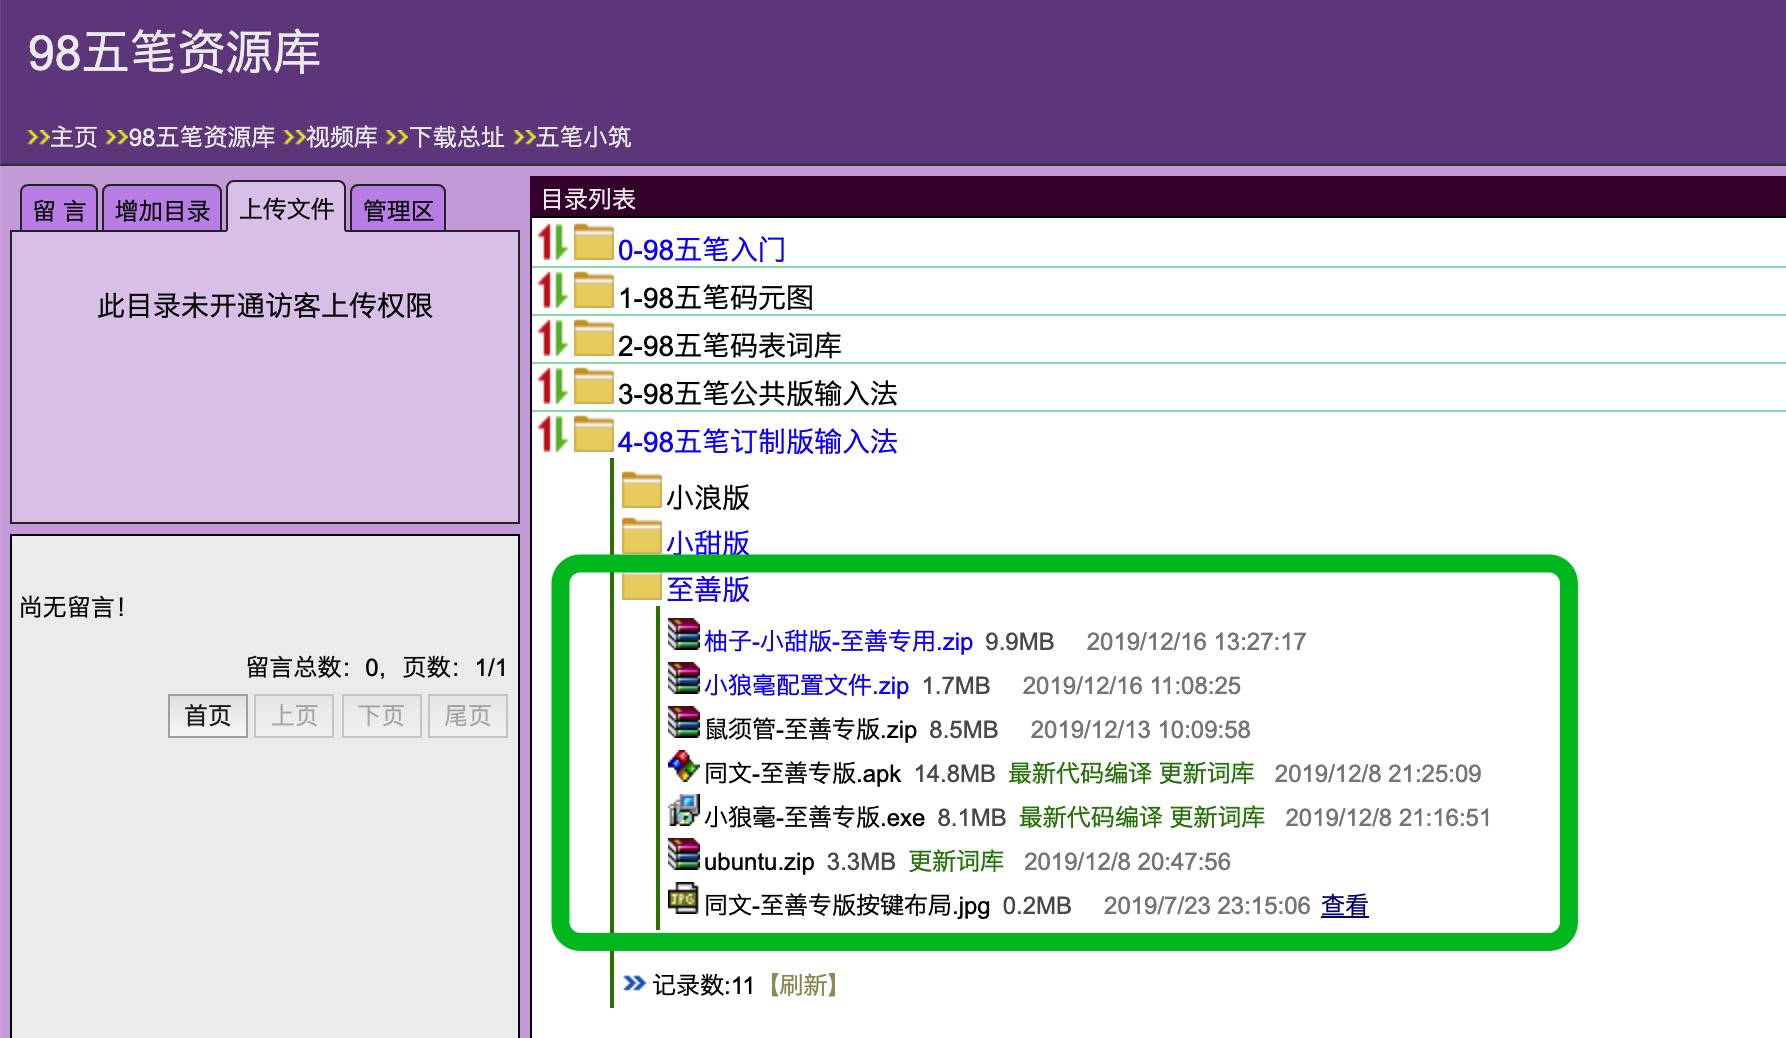 98五笔资源库
>>主页 >>98五笔资源库 >>视频库 >>下载总址 >>五笔小筑
留 言 增加目录 上传文件 管理区
此目录未开通访客上传权限
尚无留言！
留言总数：0，页数：1/1
首页 上页 下页 尾页
目录列表
0-98五笔入门
1-98五笔码元图
2-98五笔码表词库
3-98五笔公共版输入法
4-98五笔订制版输入法
小浪版
小甜版
至善版
柚子-小甜版-至善专用.zip 9.9MB 2019/12/16 13:27:17
小狼毫配置文件.zip 1.7MB 2019/12/16 11:08:25
鼠须管-至善专版.zip 8.5MB 2019/12/13 10:09:58
同文-至善专版.apk 14.8MB 最新代码编译 更新词库 2019/12/8 21:25:09
小狼毫-至善专版.exe 8.1MB 最新代码编译 更新词库 2019/12/8 21:16:51
ubuntu.zip 3.3MB 更新词库 2019/12/8 20:47:56
JPG 同文-至善专版按键布局.jpg 0.2MB 2019/7/23 23:15:06 查看
» 记录数:11 【刷新】